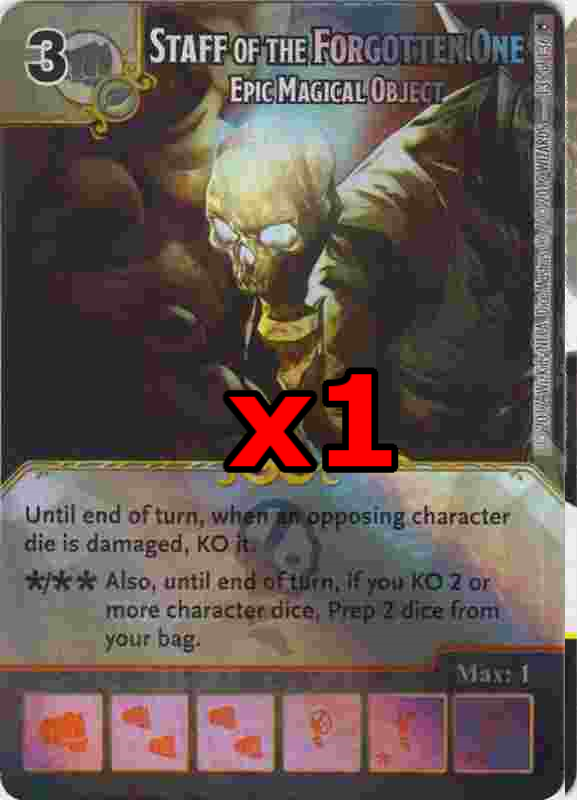 3
STAFF OF THE FORGOTTEN ONE
EPIC MAGICAL OBJECT
x1
Until end of turn, when an opposing character
die is damaged, KO it.
*/** Also, until end of turn, if you KO 2 or
more character dice, Prep 2 dice from
your bag.
Max: 1